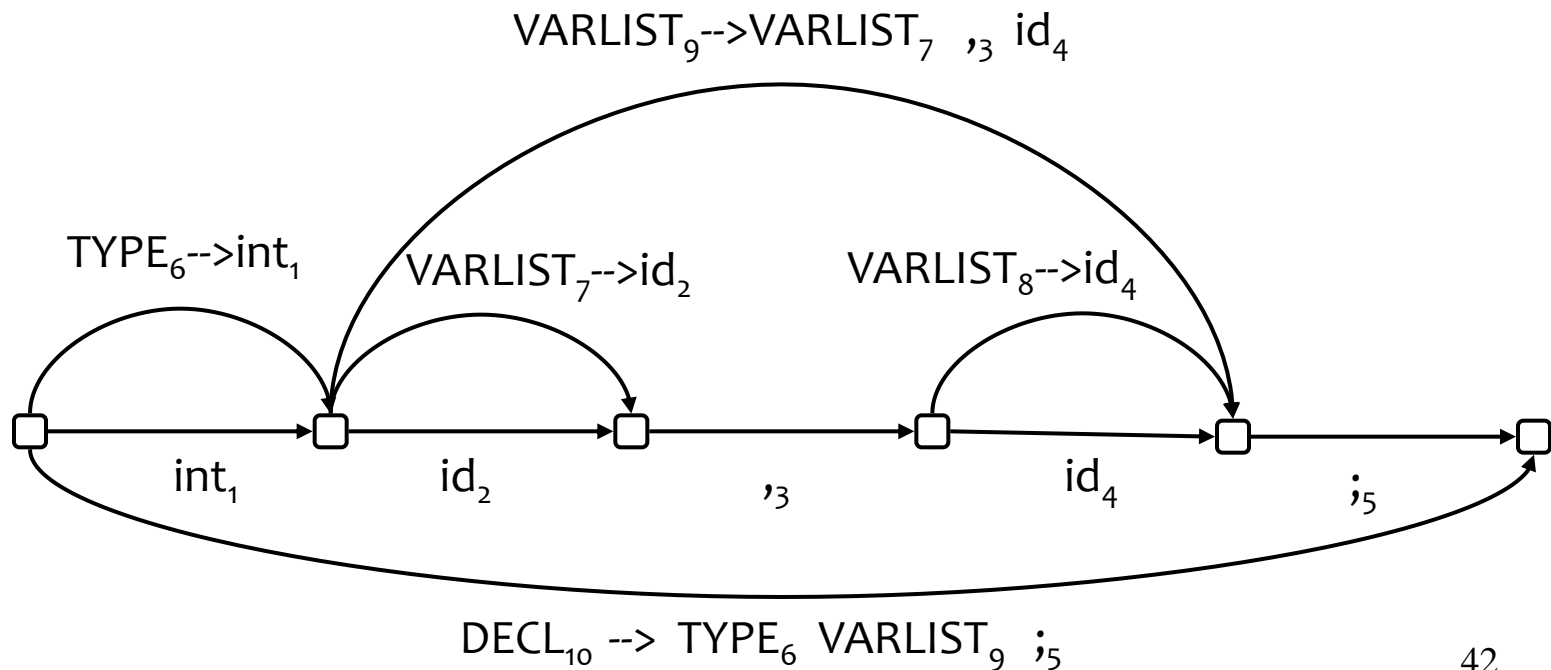 VARLIST₉-->VARLIST₇ ,₃ id₄
TYPE₆-->int₁
VARLIST₇-->id₂
VARLIST₈-->id₄
int₁ id₂ ,₃ id₄ ;₅
DECL₁₀ --> TYPE₆ VARLIST₉ ;₅
42